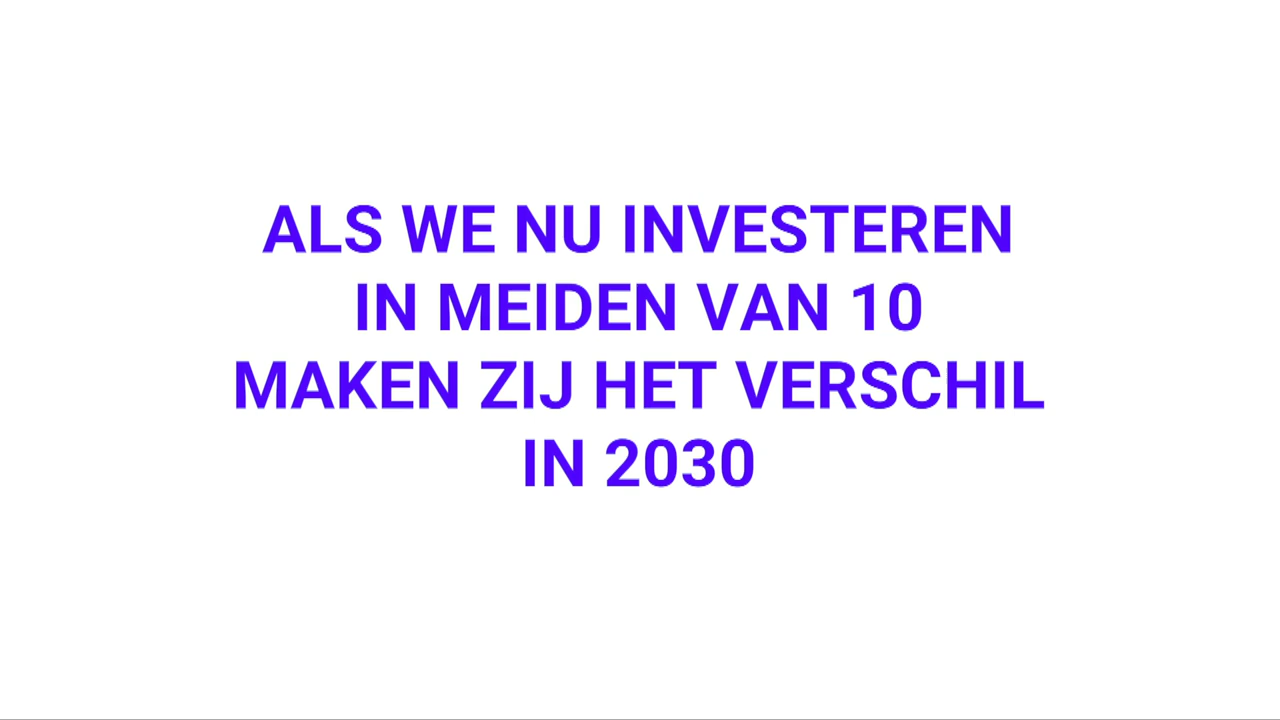 ALS WE NU INVESTEREN
IN MEIDEN VAN 10
MAKEN ZIJ HET VERSCHIL
IN 2030